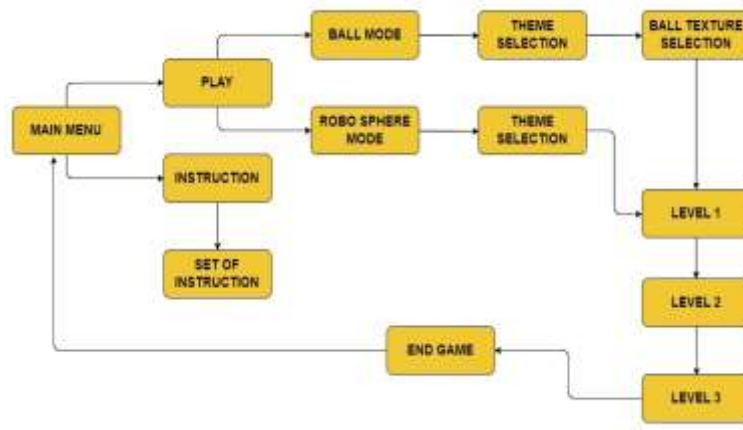 BALL MODE
THEME
SELECTION
BALL TEXTURE
SELECTION
PLAY
MAIN MENU
ROBO SPHERE
MODE
THEME
SELECTION
INSTRUCTION
LEVEL 1
SET OF
INSTRUCTION
LEVEL 2
END GAME
LEVEL 3